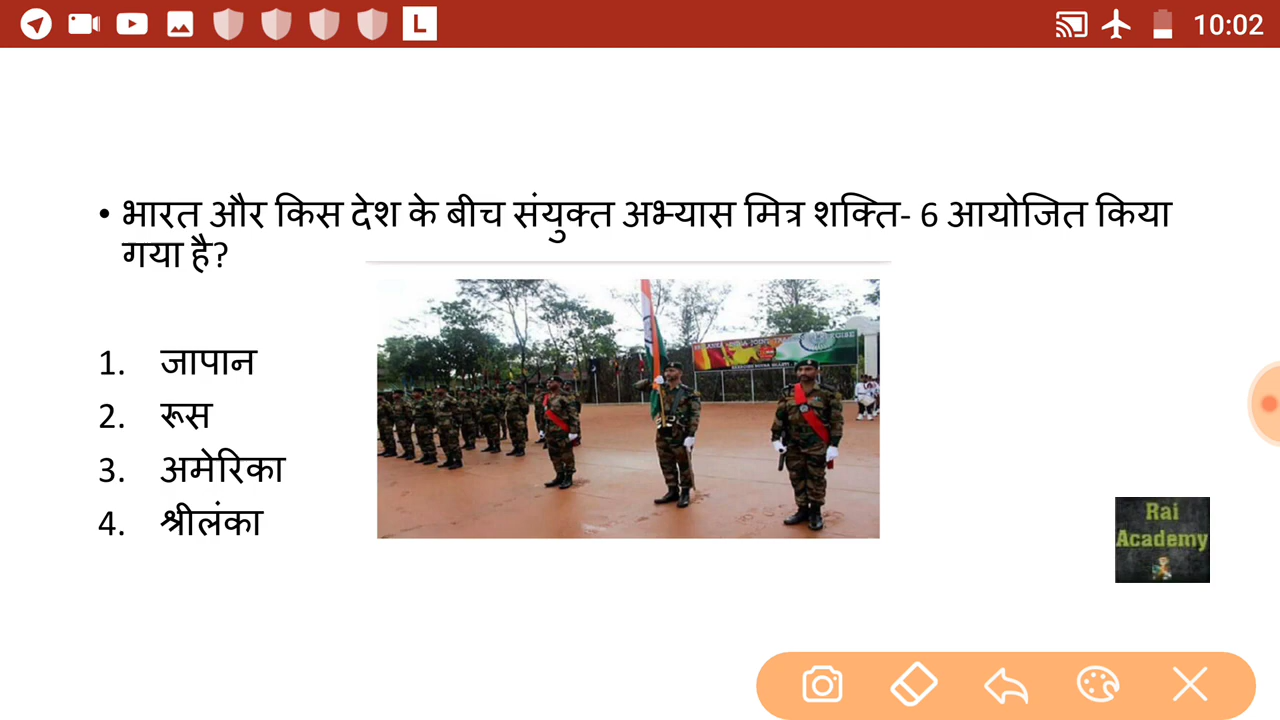 L
10:02
• भारत और किस देश के बीच संयुक्त अभ्यास मित्र शक्ति- 6 आयोजित किया
गया है?
1. जापान
2. रूस
3. अमेरिका
4. श्रीलंका
Rai
Academy